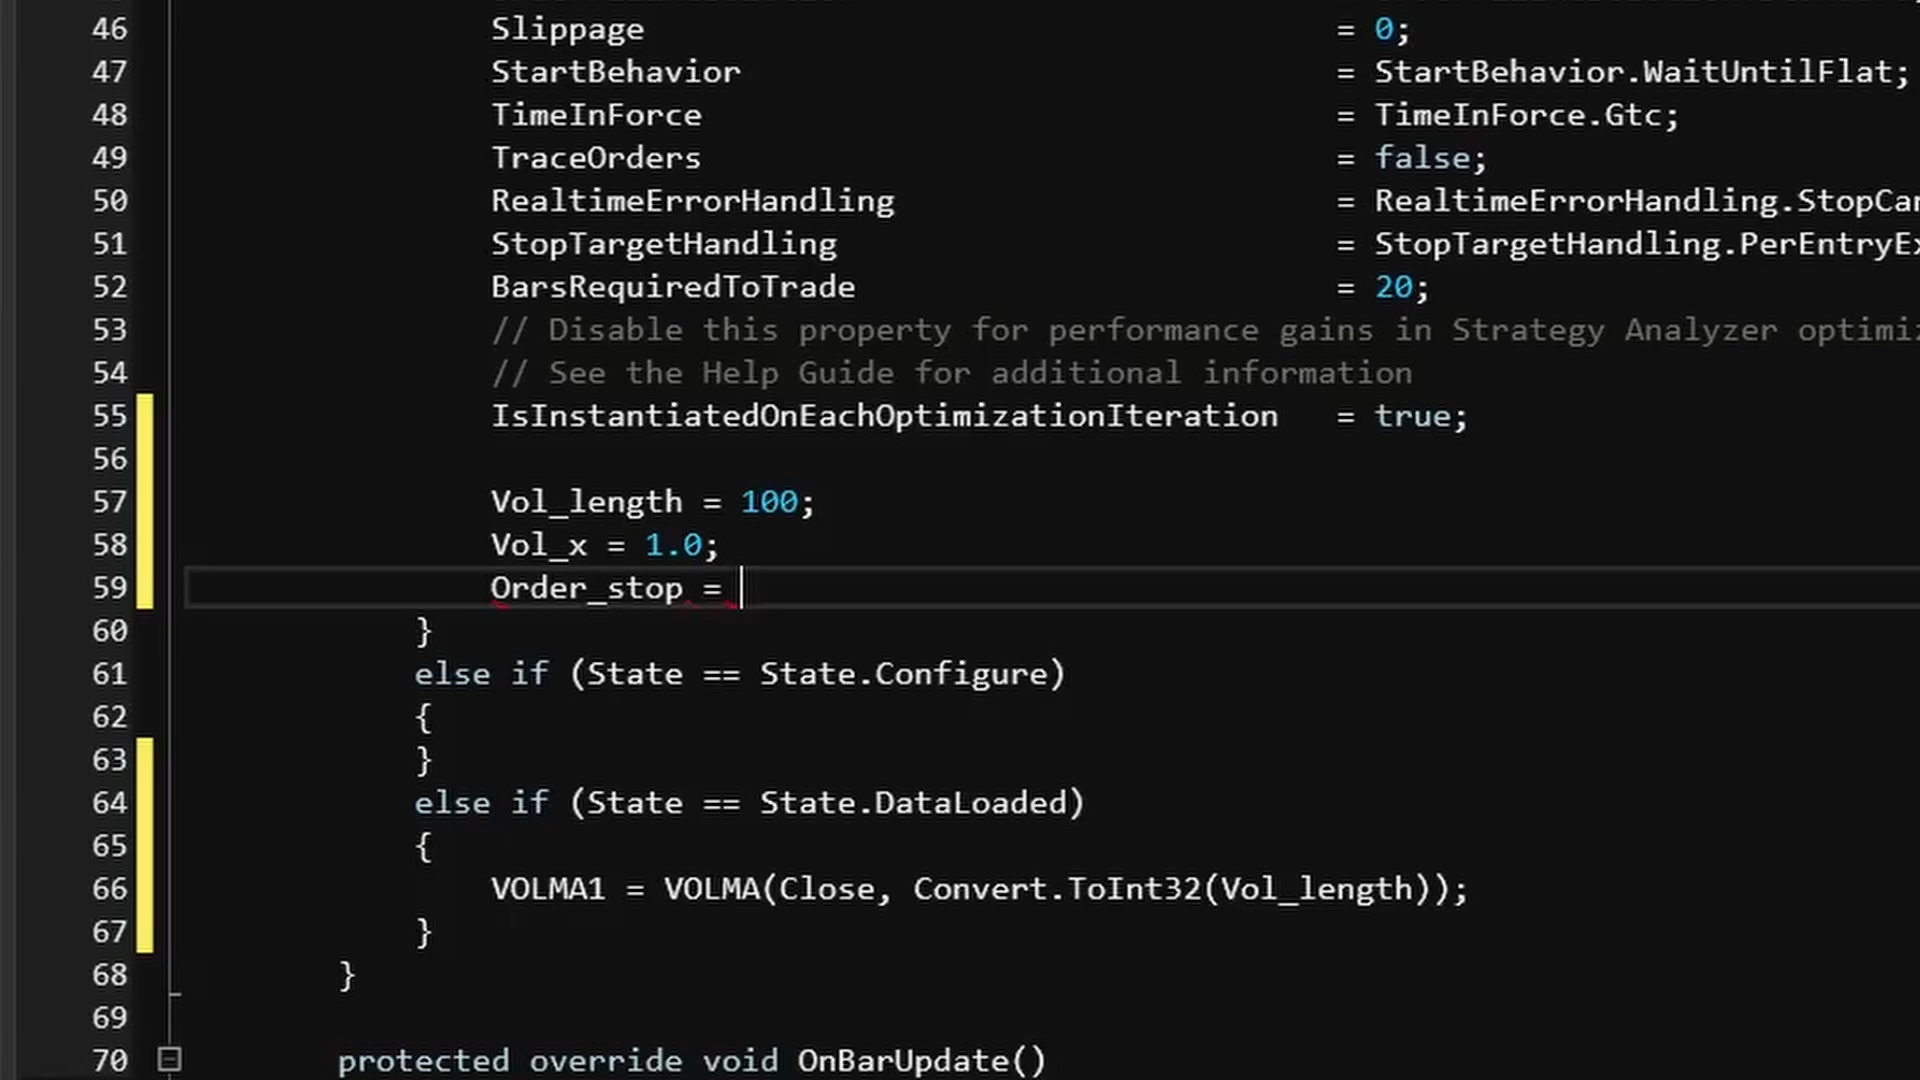 46 Slippage = 0;
47 StartBehavior = StartBehavior.WaitUntilFlat;
48 TimeInForce = TimeInForce.Gtc;
49 TraceOrders = false;
50 RealtimeErrorHandling = RealtimeErrorHandling.StopCan
51 StopTargetHandling = StopTargetHandling.PerEntryEx
52 BarsRequiredToTrade = 20;
53 // Disable this property for performance gains in Strategy Analyzer optimiz
54 // See the Help Guide for additional information
55 IsInstantiatedOnEachOptimizationIteration = true;
56
57 Vol_length = 100;
58 Vol_x = 1.0;
59 Order_stop =
60 }
61 else if (State == State.Configure)
62 {
63 }
64 else if (State == State.DataLoaded)
65 {
66 VOLMA1 = VOLMA(Close, Convert.ToInt32(Vol_length));
67 }
68 }
69
70 protected override void OnBarUpdate()